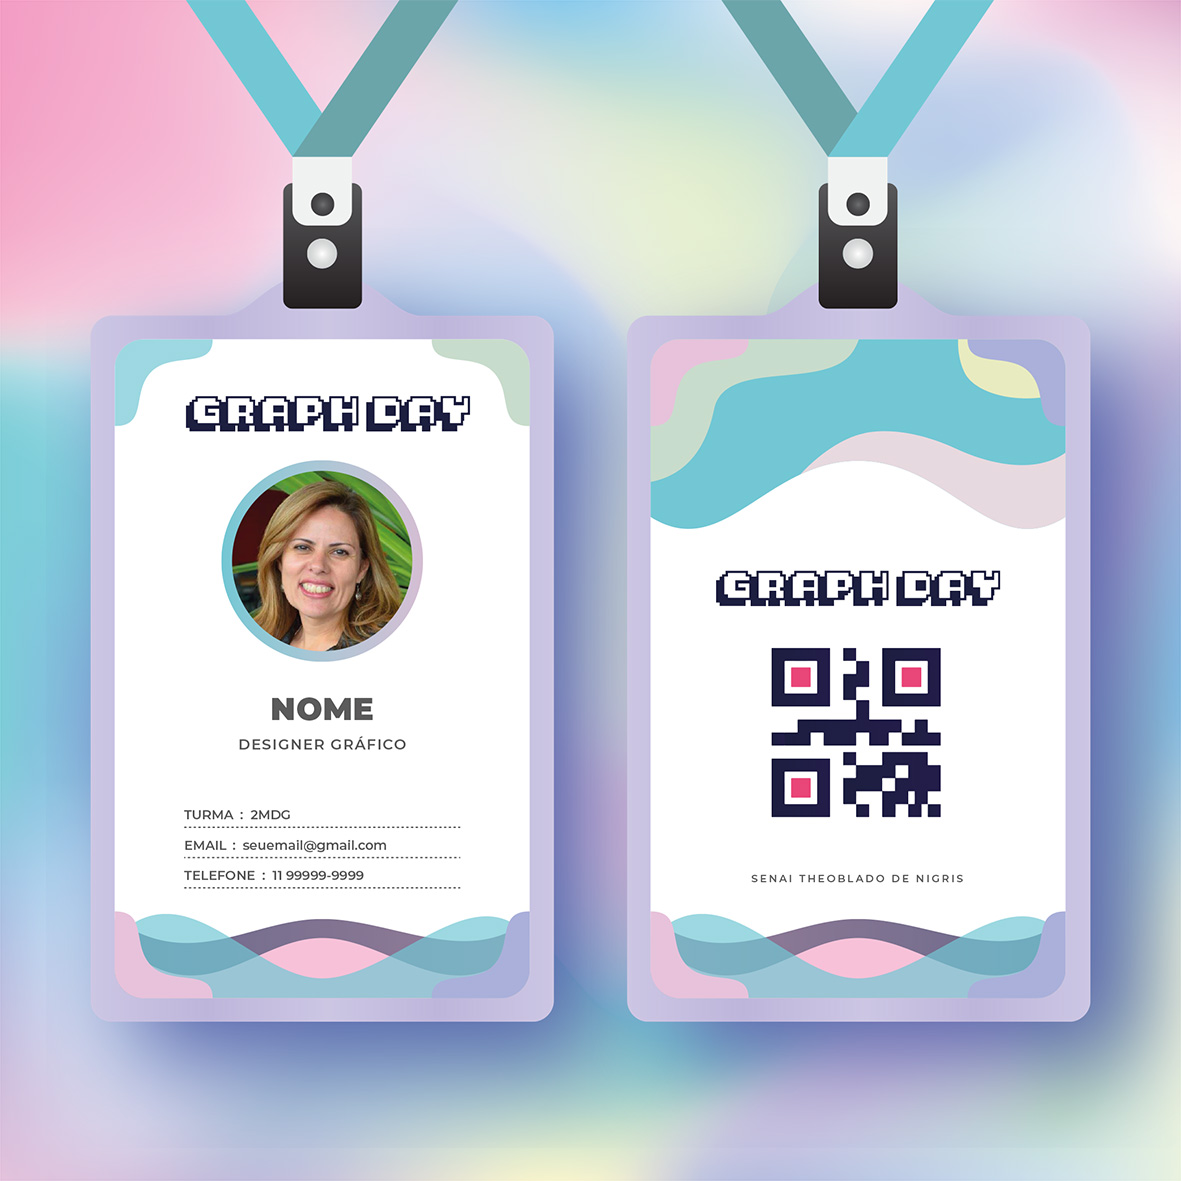 GRAPH DAY
NOME
DESIGNER GRÁFICO
TURMA : 2MDG
EMAIL : seuemail@gmail.com
TELEFONE : 11 99999-9999
GRAPH DAY
SENAI THEOBLADO DE NIGRIS